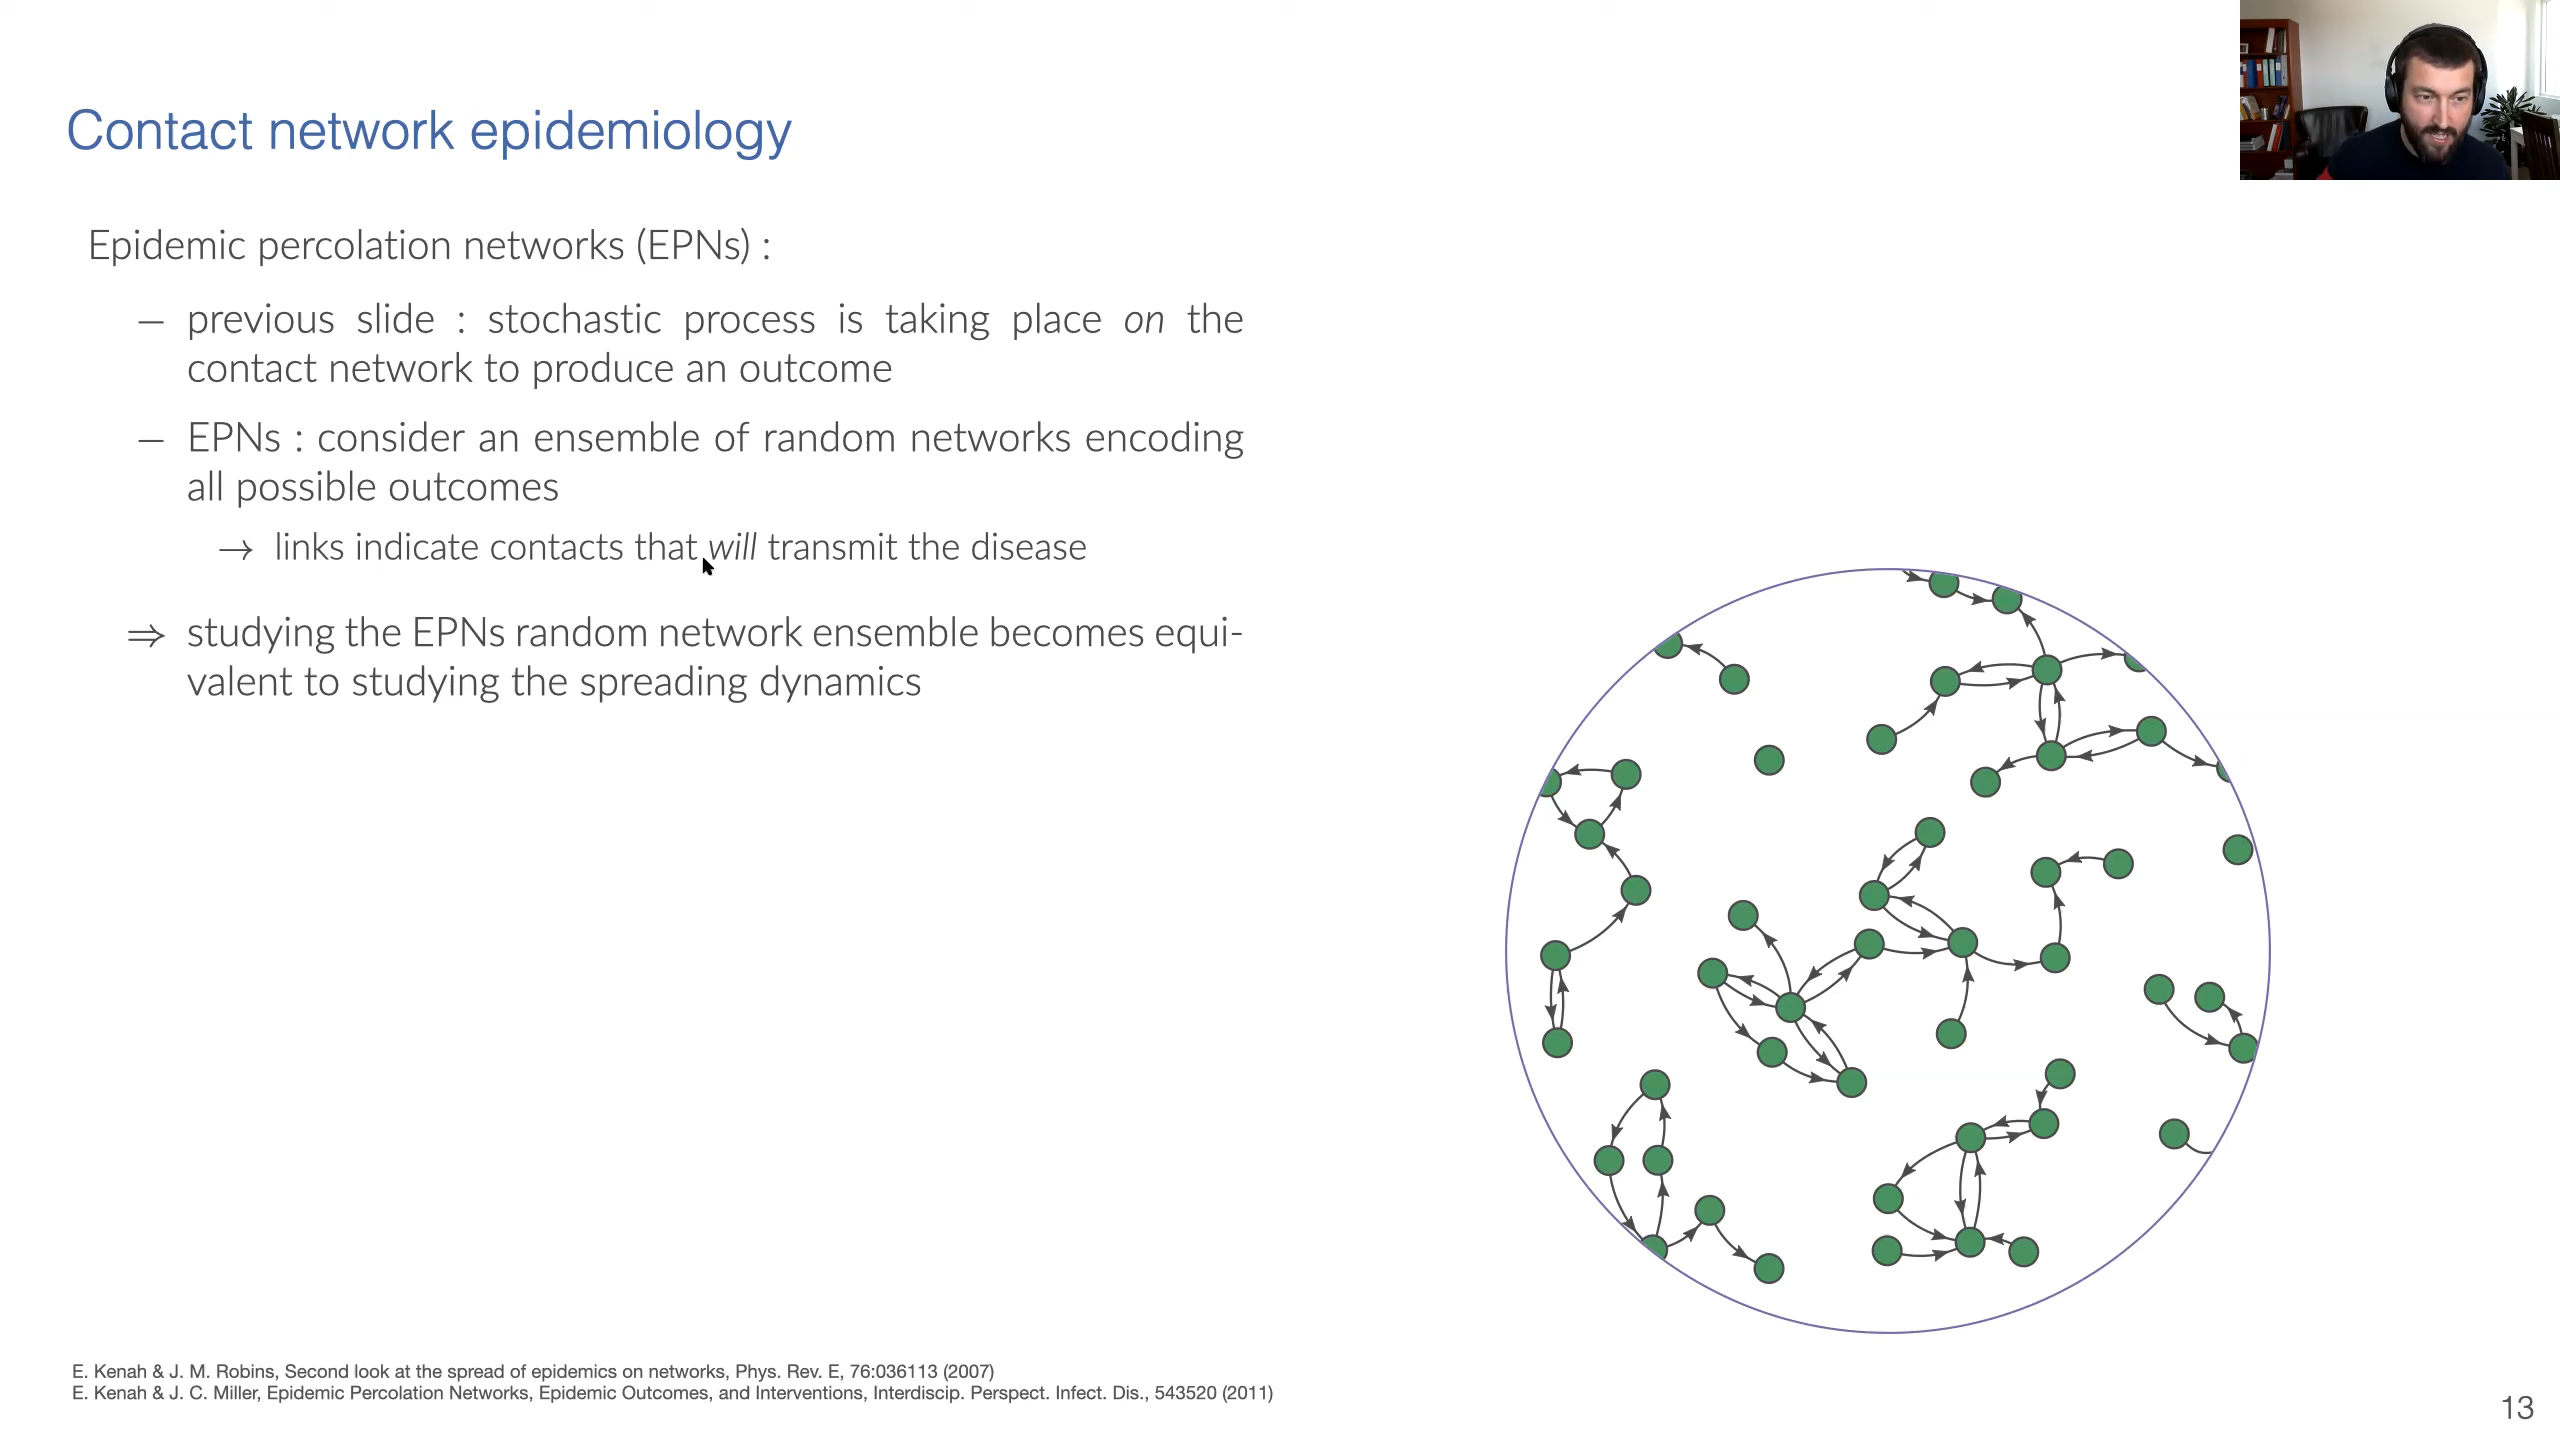 Contact network epidemiology
Epidemic percolation networks (EPNs) :
– previous slide : stochastic process is taking place on the
contact network to produce an outcome
– EPNs : consider an ensemble of random networks encoding
all possible outcomes
→ links indicate contacts that will transmit the disease
⇒ studying the EPNs random network ensemble becomes equi-
valent to studying the spreading dynamics
E. Kenah & J. M. Robins, Second look at the spread of epidemics on networks, Phys. Rev. E, 76:036113 (2007)
E. Kenah & J. C. Miller, Epidemic Percolation Networks, Epidemic Outcomes, and Interventions, Interdiscip. Perspect. Infect. Dis., 543520 (2011)
13